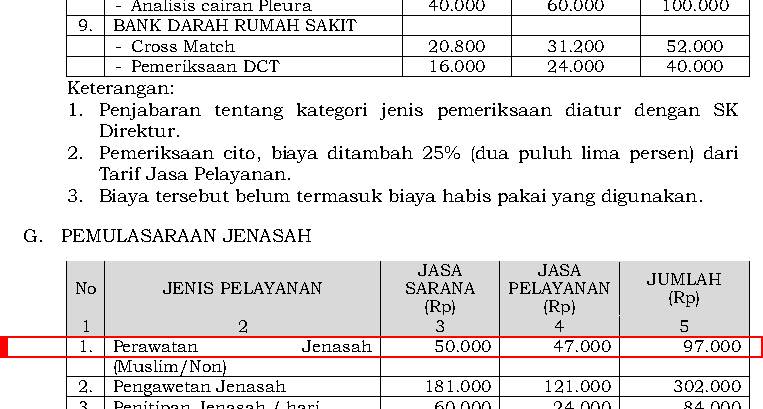 - Analisis cairan Pleura 40.000 60.000 100.000
9. BANK DARAH RUMAH SAKIT
- Cross Match 20.800 31.200 52.000
- Pemeriksaan DCT 16.000 24.000 40.000
Keterangan:
1. Penjabaran tentang kategori jenis pemeriksaan diatur dengan SK
Direktur.
2. Pemeriksaan cito, biaya ditambah 25% (dua puluh lima persen) dari
Tarif Jasa Pelayanan.
3. Biaya tersebut belum termasuk biaya habis pakai yang digunakan.
G. PEMULASARAAN JENASAH
No JENIS PELAYANAN JASA SARANA (Rp) JASA PELAYANAN (Rp) JUMLAH (Rp)
1 2 3 4 5
1. Perawatan Jenasah 50.000 47.000 97.000
(Muslim/Non)
2. Pengawetan Jenasah 181.000 121.000 302.000
3. Penitipan Jenasah / hari 60.000 24.000 84.000